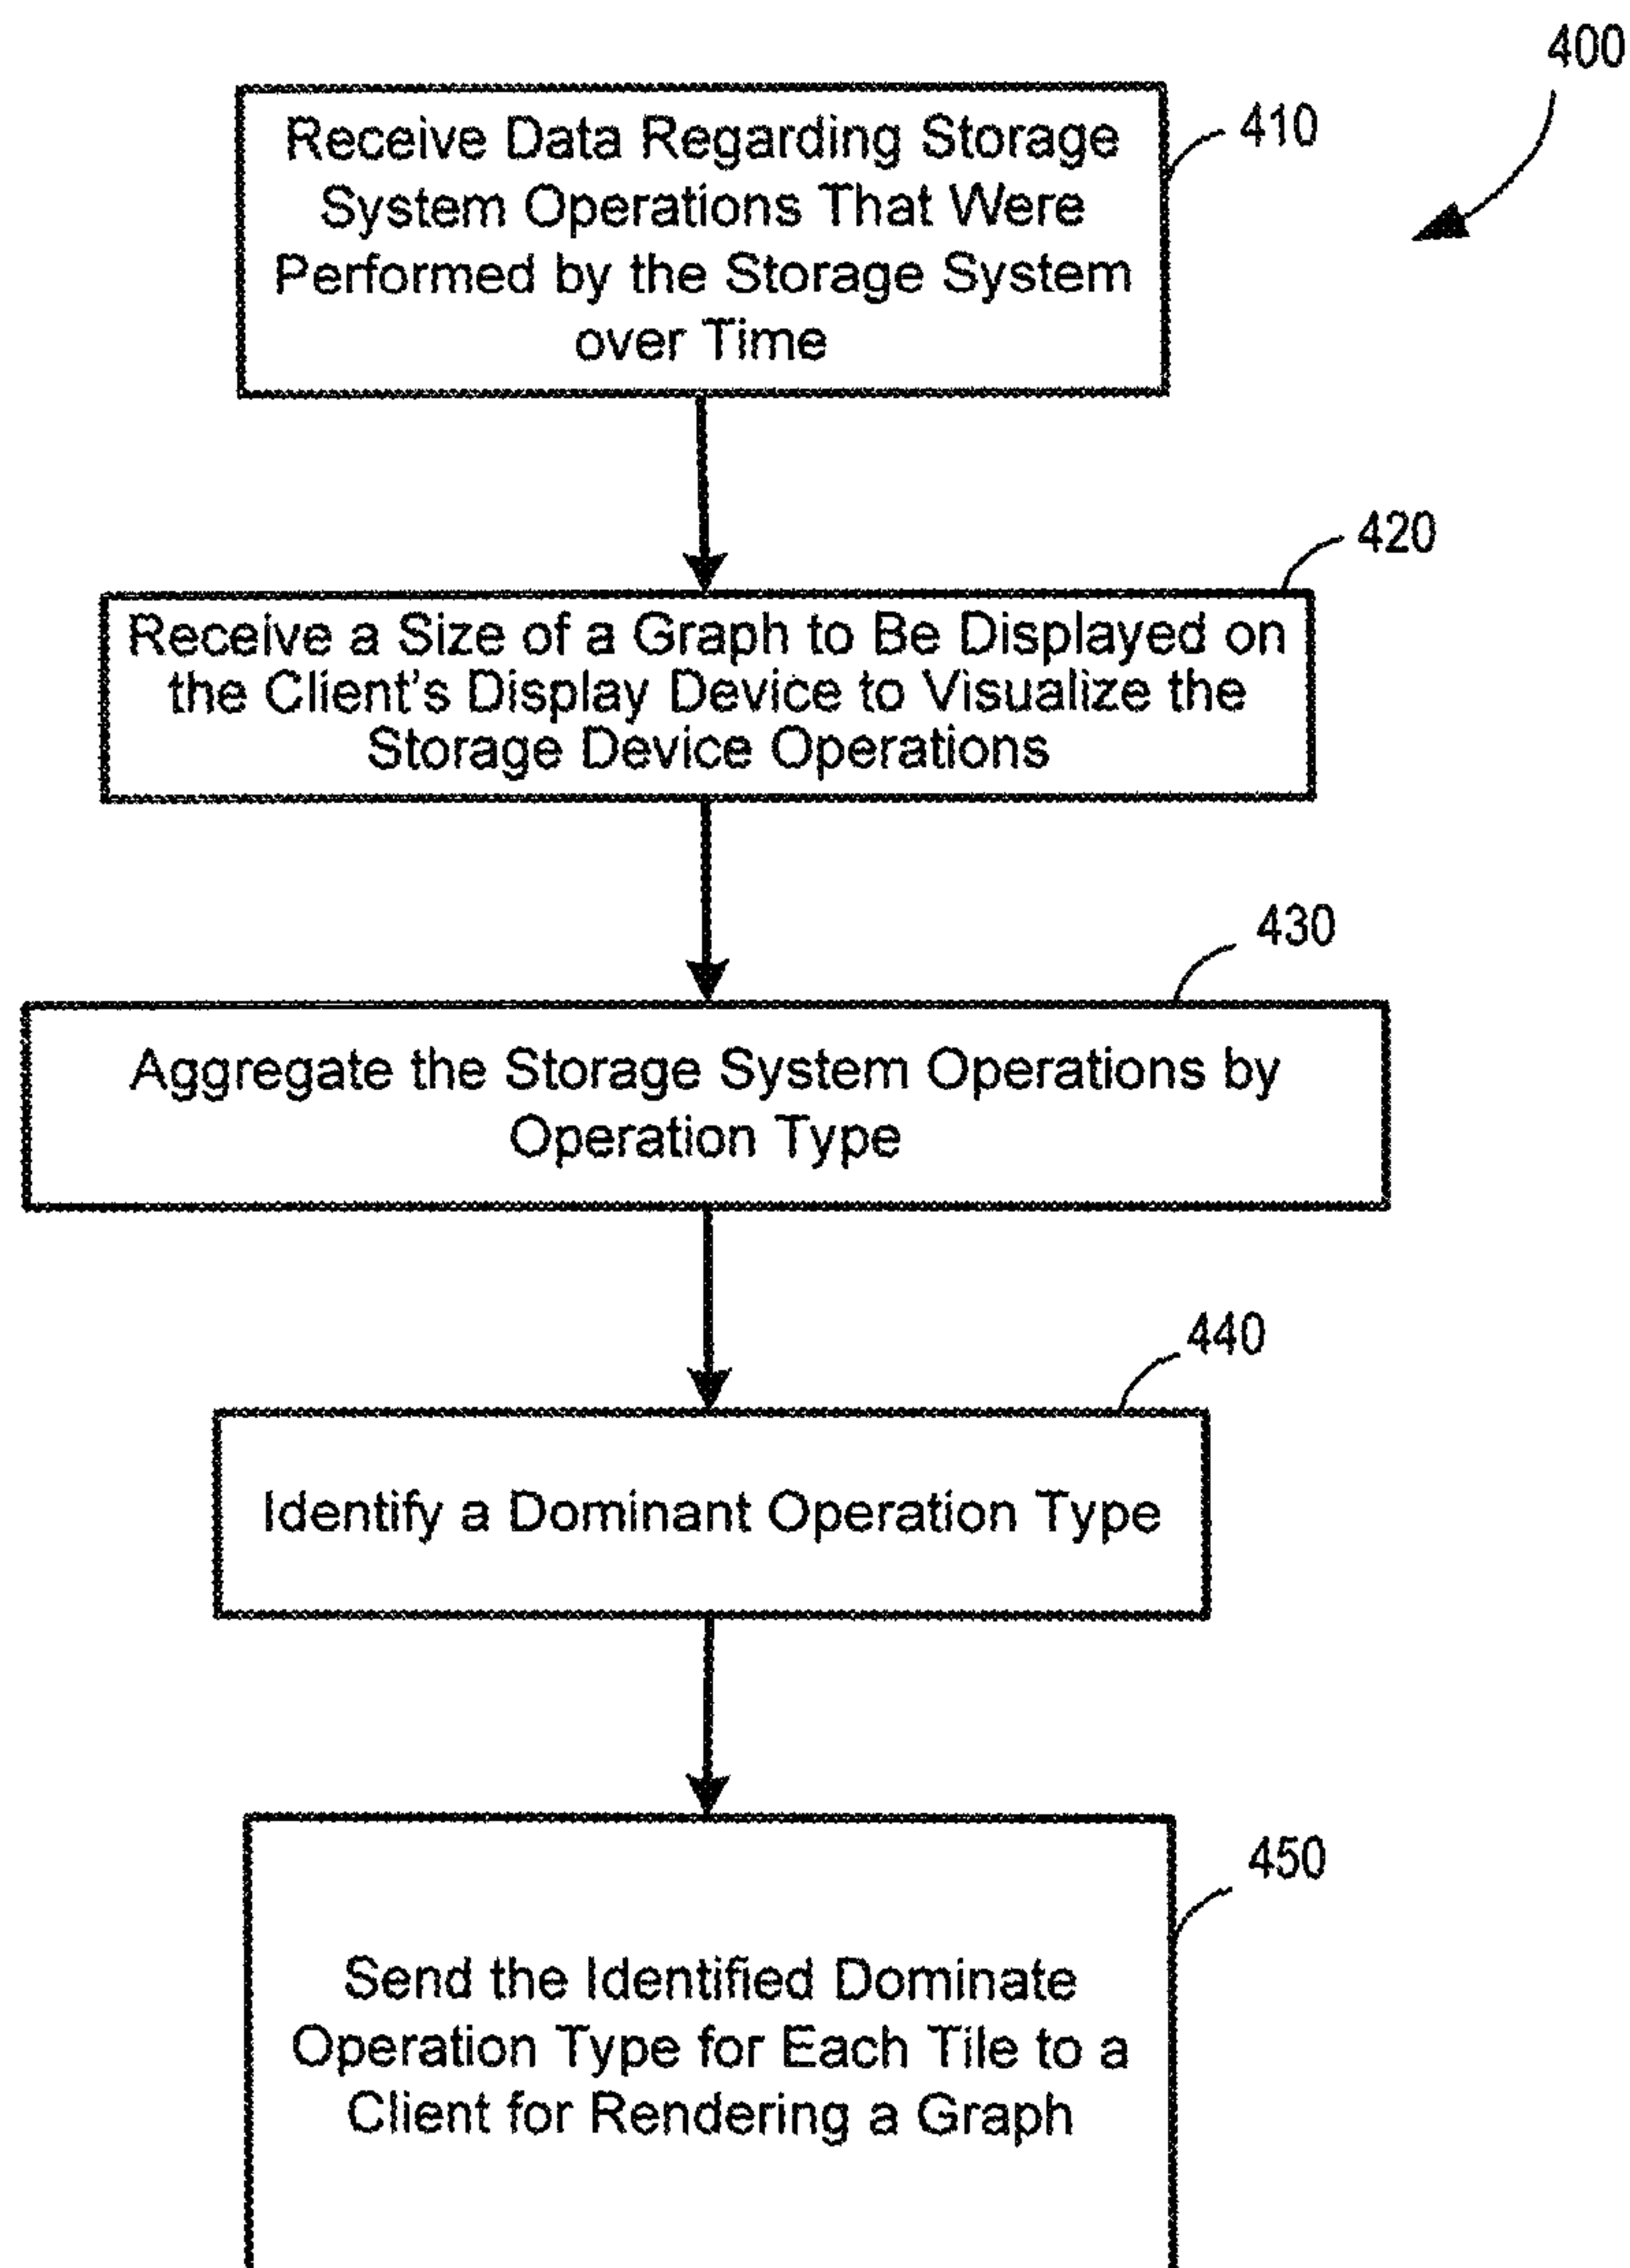 400
Receive Data Regarding Storage
System Operations That Were
Performed by the Storage System
over Time
410
420
Receive a Size of a Graph to Be Displayed on
the Client's Display Device to Visualize the
Storage Device Operations
430
Aggregate the Storage System Operations by
Operation Type
440
Identify a Dominant Operation Type
450
Send the Identified Dominate
Operation Type for Each Tile to a
Client for Rendering a Graph